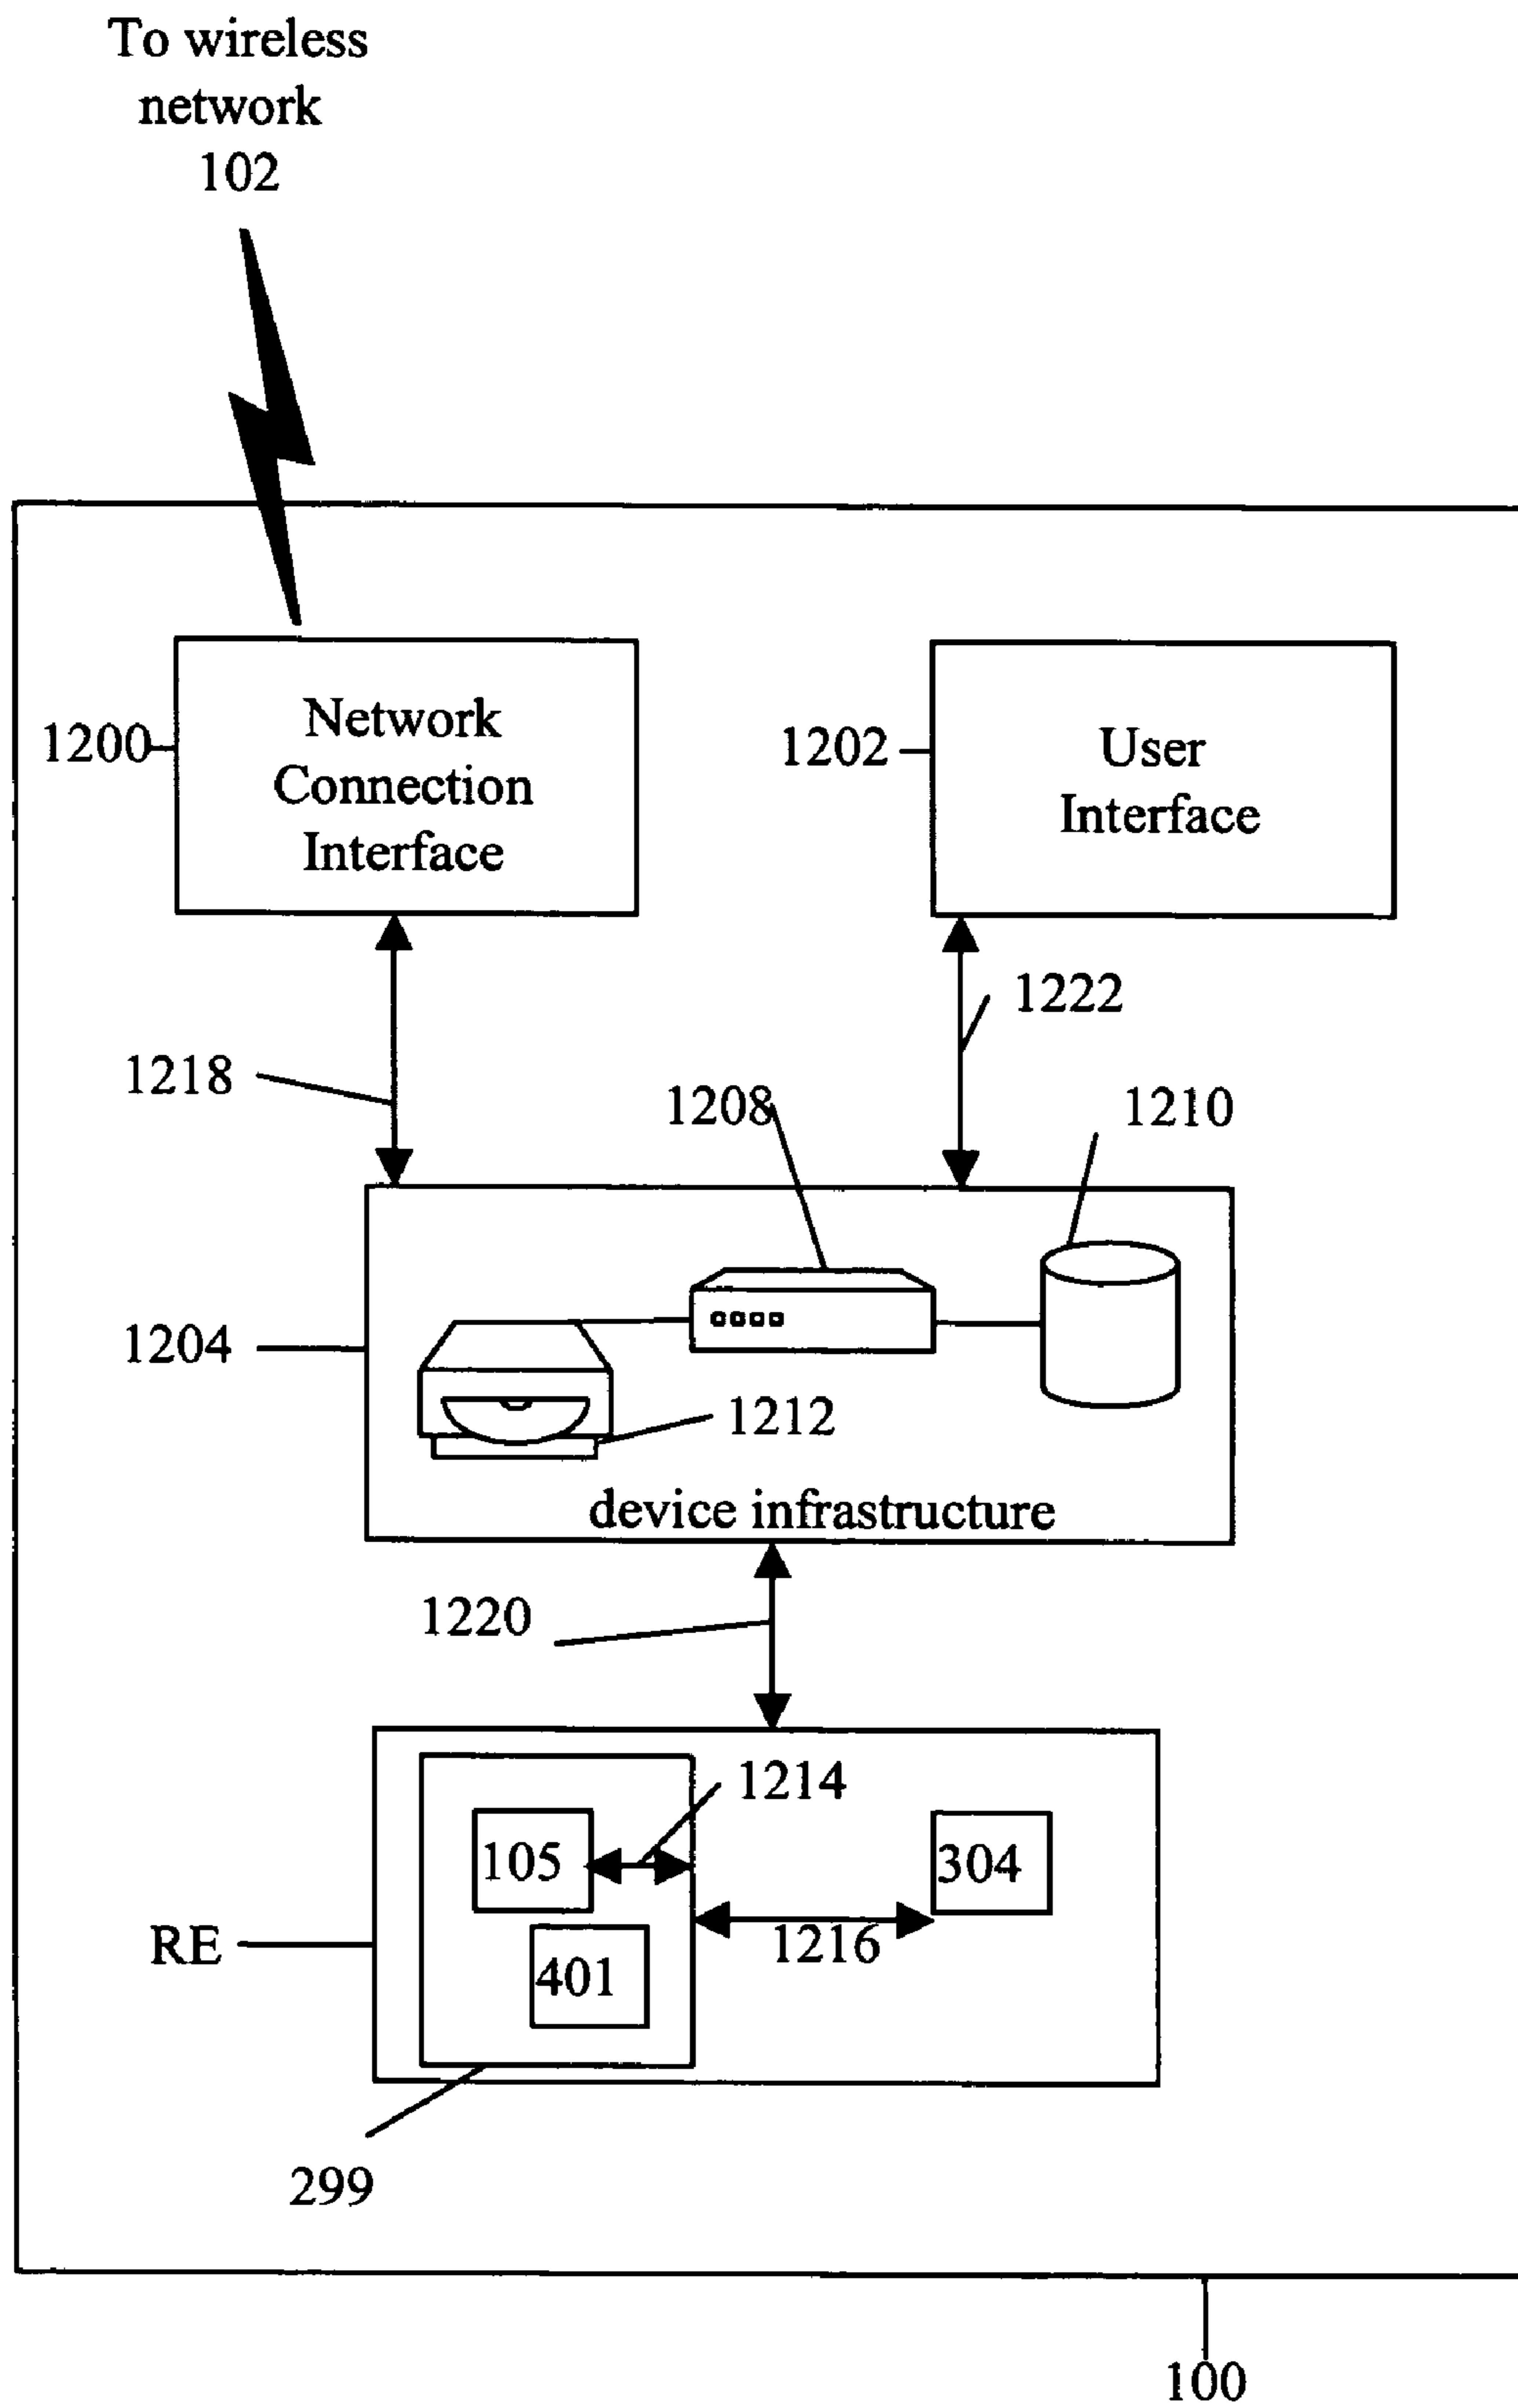 To wireless
network
102
Network
Connection
Interface
1200
User
Interface
1202
1222
1218
1208
1210
1204
1212
device infrastructure
1220
1214
105
304
1216
RE
401
299
100